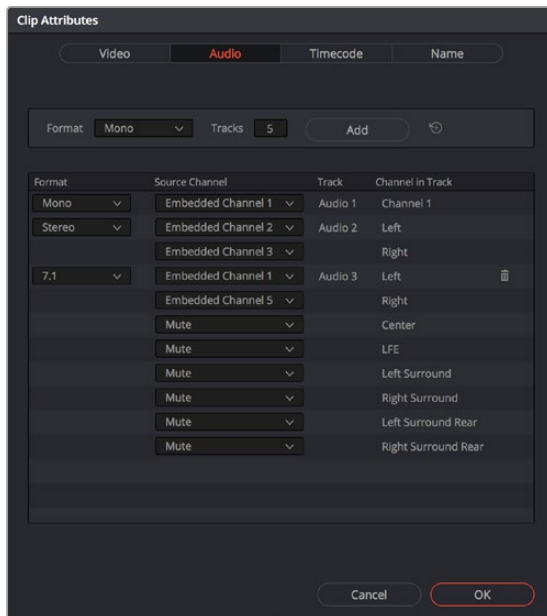 Clip Attributes
Video Audio Timecode Name
Format Mono Tracks 5 Add
Format Source Channel Track Channel in Track
Mono Embedded Channel 1 Audio 1 Channel 1
Stereo Embedded Channel 2 Audio 2 Left
Embedded Channel 3 Right
7.1 Embedded Channel 1 Audio 3 Left
Embedded Channel 5 Right
Mute Center
Mute LFE
Mute Left Surround
Mute Right Surround
Mute Left Surround Rear
Mute Right Surround Rear
Cancel OK